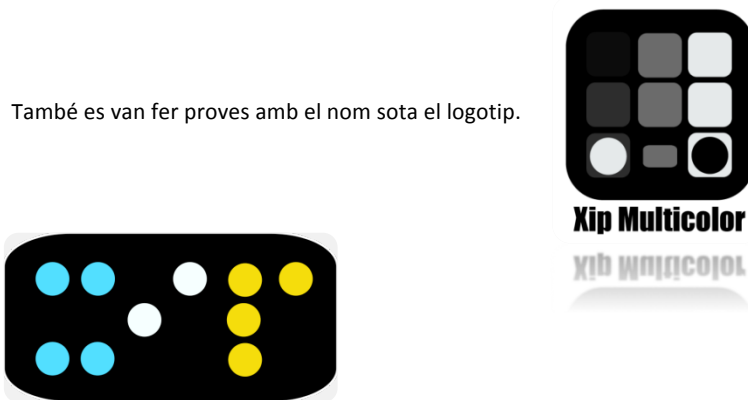 També es van fer proves amb el nom sota el logotip.
Xip Multicolor